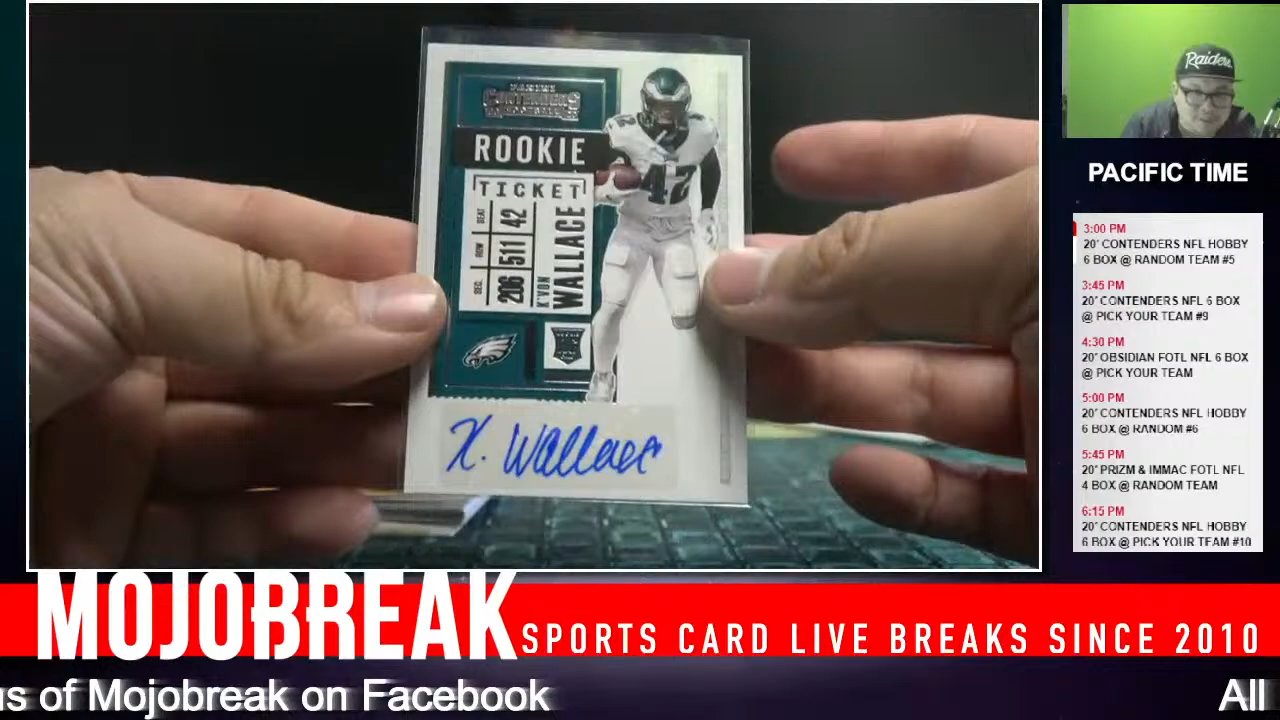 PANINI
CONTENDERS
ROOKIE
TICKET
SEC. ROW SEAT
206 511 42
K'VON
WALLACE
42
K. Wallace
Raiders
PACIFIC TIME
3:00 PM
20' CONTENDERS NFL HOBBY
6 BOX @ RANDOM TEAM #5
3:45 PM
20' CONTENDERS NFL 6 BOX
@ PICK YOUR TEAM #9
4:30 PM
20' OBSIDIAN FOTL NFL 6 BOX
@ PICK YOUR TEAM
5:00 PM
20' CONTENDERS NFL HOBBY
6 BOX @ RANDOM #6
5:45 PM
20' PRIZM & IMMAC FOTL NFL
4 BOX @ RANDOM TEAM
6:15 PM
20' CONTENDERS NFL HOBBY
6 BOX @ PICK YOUR TEAM #10
MOJOBREAK
SPORTS CARD LIVE BREAKS SINCE 2010
us of Mojobreak on Facebook
All